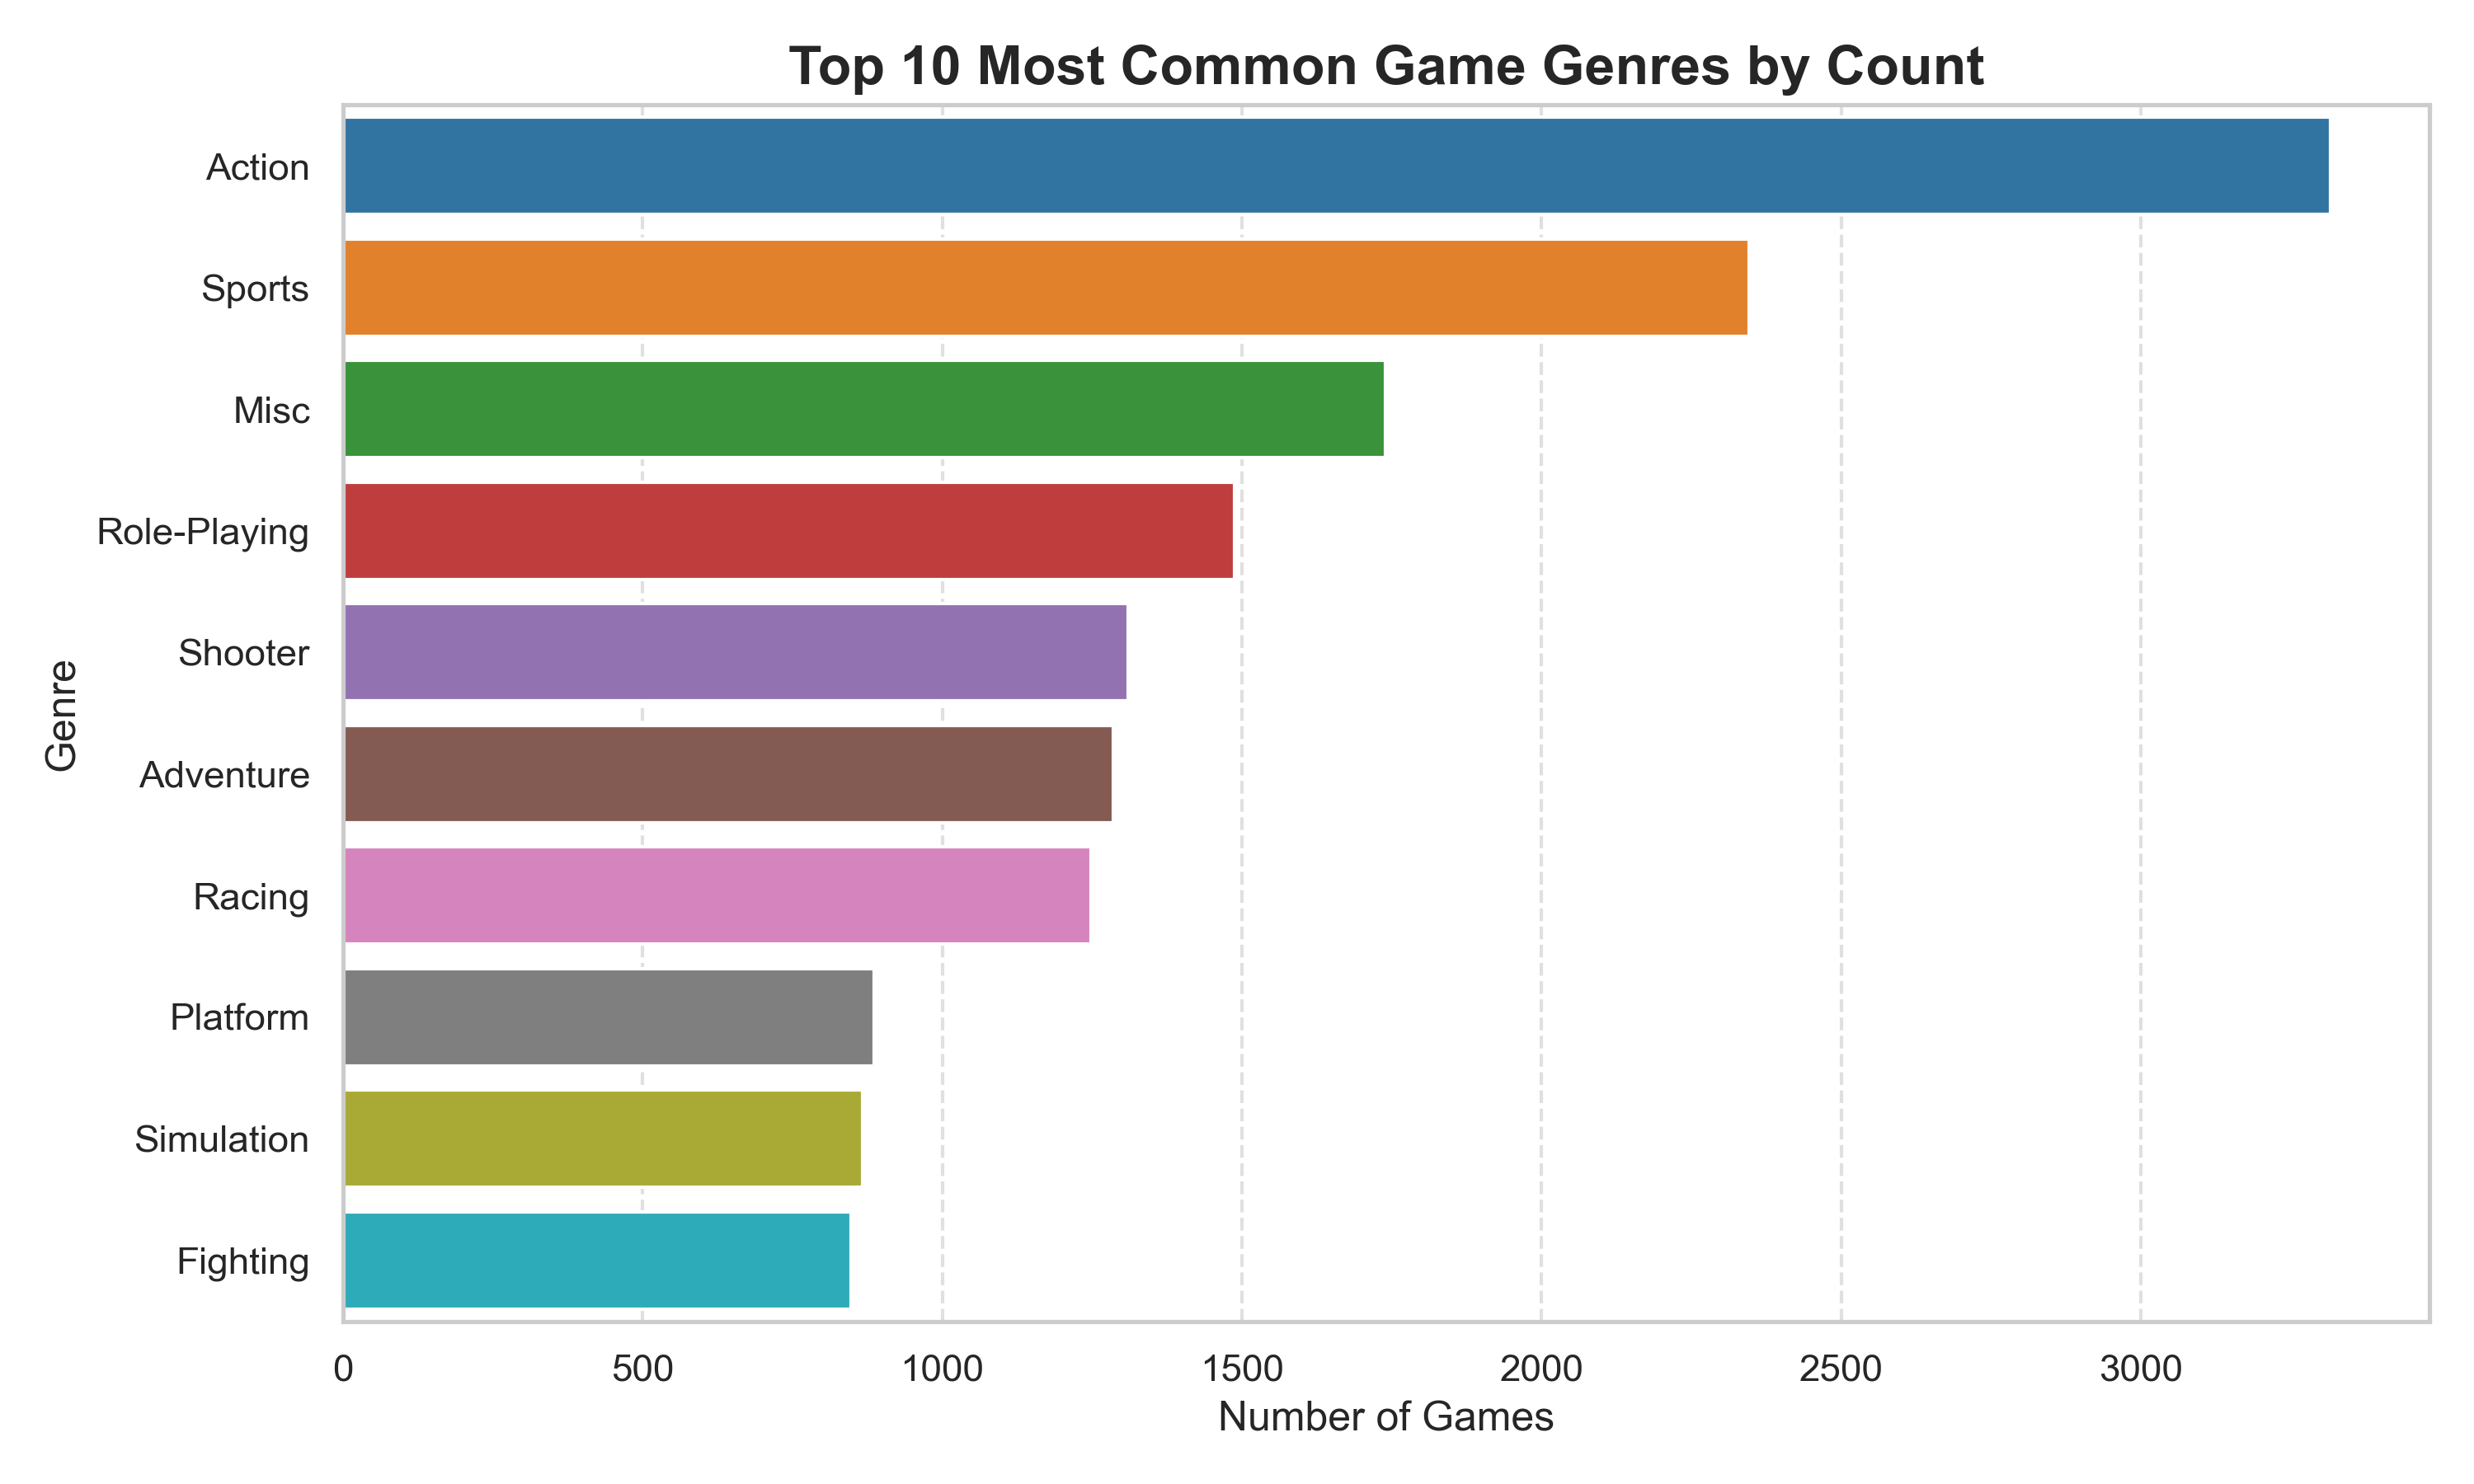 Top 10 Most Common Game Genres by Count
Action
Sports
Misc
Role-Playing
Shooter
Adventure
Racing
Platform
Simulation
Fighting
Genre
0 500 1000 1500 2000 2500 3000
Number of Games